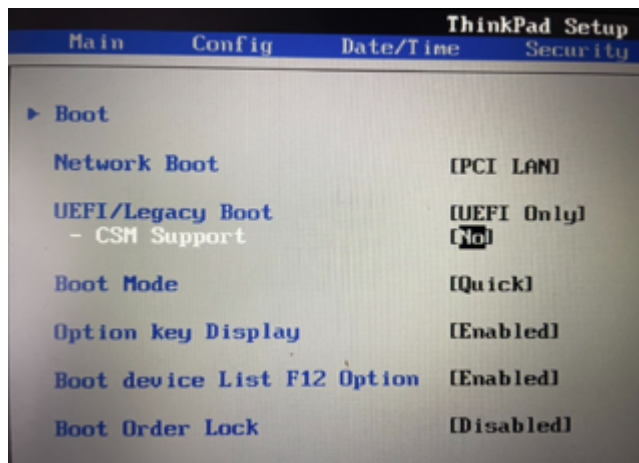 ThinkPad Setup
Main Config Date/Time Security
Boot
Network Boot [PCI LAN]
UEFI/Legacy Boot [UEFI Only]
- CSM Support [No]
Boot Mode [Quick]
Option key Display [Enabled]
Boot device List F12 Option [Enabled]
Boot Order Lock [Disabled]